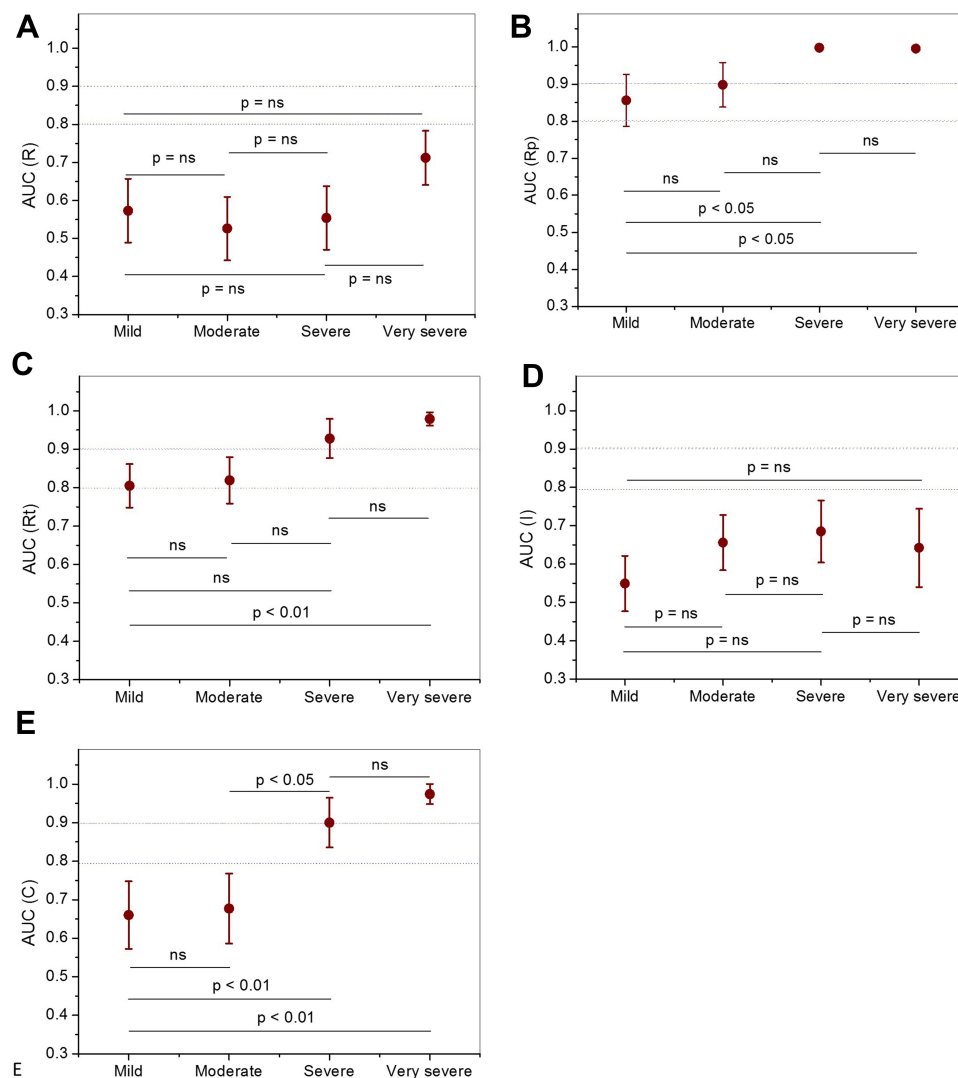 A
AUC (R)
1.0
0.9
0.8
0.7
0.6
0.5
0.4
0.3
p = ns
p = ns
p = ns
p = ns
p = ns
Mild Moderate Severe Very severe
B
AUC (Rp)
1.0
0.9
0.8
0.7
0.6
0.5
0.4
0.3
ns
ns
ns
p < 0.05
p < 0.05
Mild Moderate Severe Very severe
C
AUC (Rt)
1.0
0.9
0.8
0.7
0.6
0.5
0.4
0.3
ns
ns
ns
ns
p < 0.01
Mild Moderate Severe Very severe
D
AUC (I)
1.0
0.9
0.8
0.7
0.6
0.5
0.4
0.3
p = ns
p = ns
p = ns
p = ns
p = ns
Mild Moderate Severe Very severe
E
AUC (C)
1.0
0.9
0.8
0.7
0.6
0.5
0.4
0.3
ns
p < 0.05
ns
p < 0.01
p < 0.01
Mild Moderate Severe Very severe
E